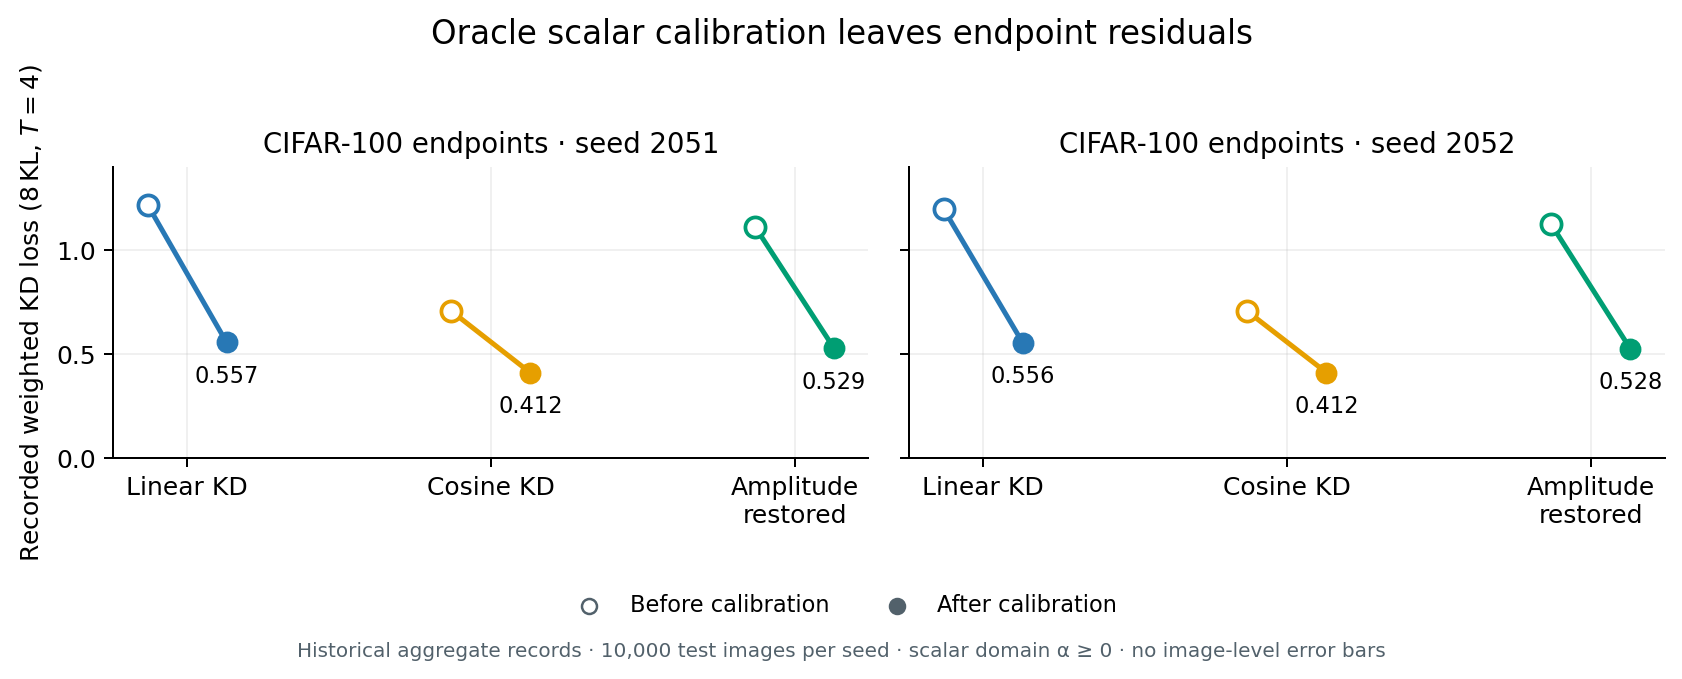 Oracle scalar calibration leaves endpoint residuals
Recorded weighted KD loss (8 KL, T = 4)
CIFAR-100 endpoints · seed 2051
1.0
0.5
0.0
0.557
0.412
0.529
Linear KD
Cosine KD
Amplitude
restored
CIFAR-100 endpoints · seed 2052
0.556
0.412
0.528
Linear KD
Cosine KD
Amplitude
restored
Before calibration
After calibration
Historical aggregate records · 10,000 test images per seed · scalar domain α ≥ 0 · no image-level error bars